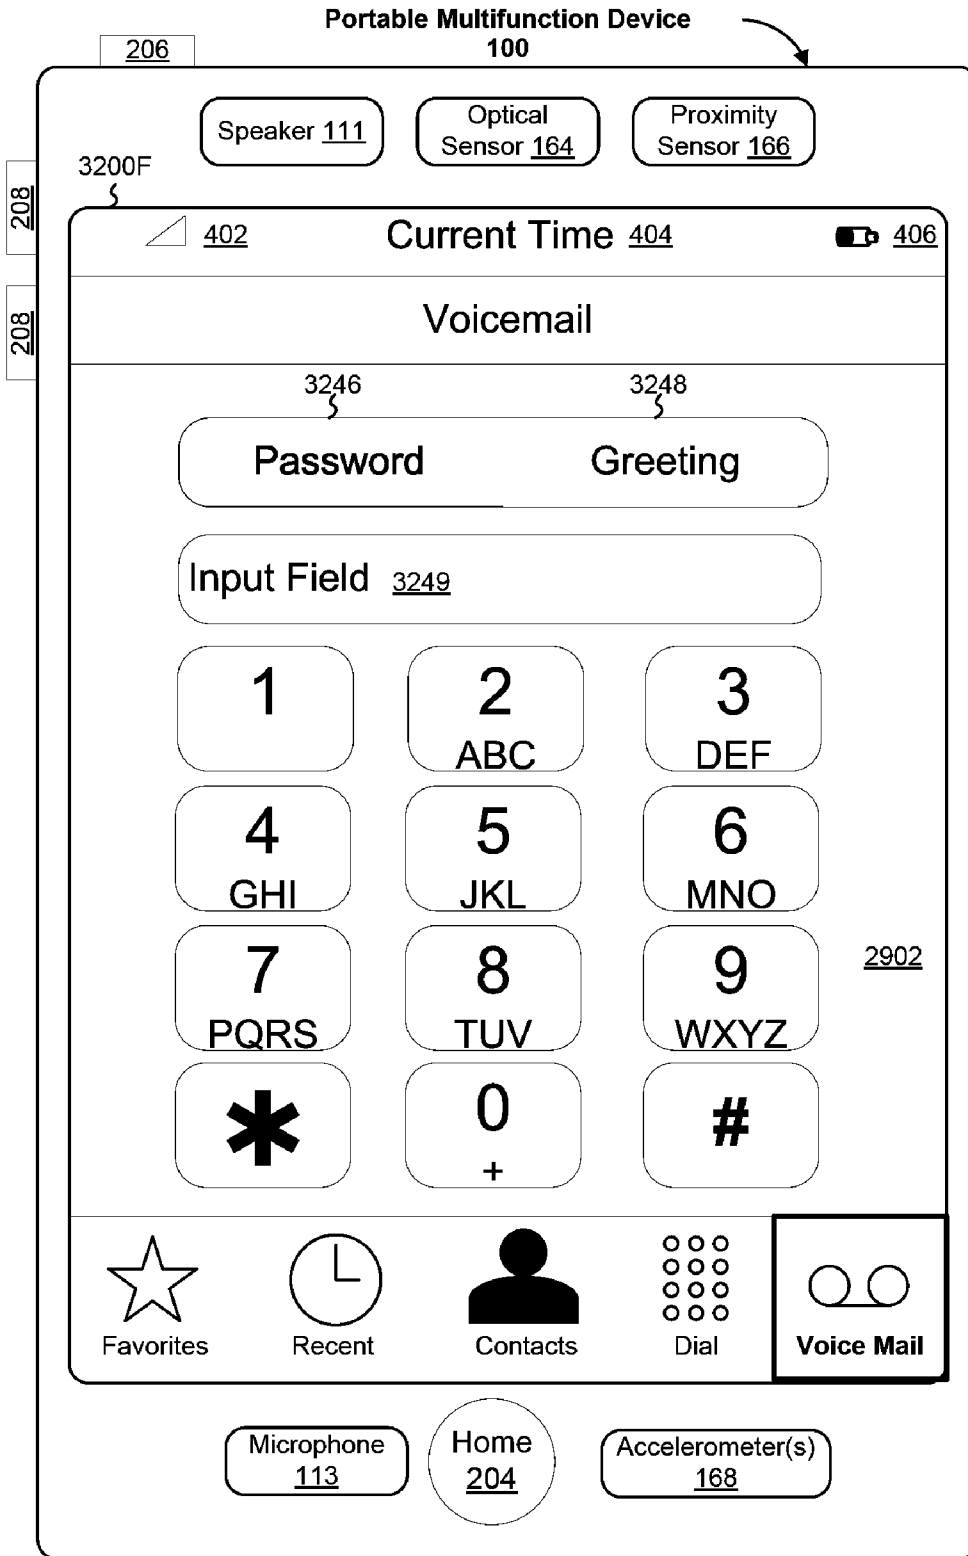 Portable Multifunction Device
100
206
Speaker 111
Optical
Sensor 164
Proximity
Sensor 166
208
208
3200F
402
Current Time 404
406
Voicemail
3246
3248
Password
Greeting
Input Field 3249
1
2
ABC
3
DEF
4
GHI
5
JKL
6
MNO
7
PQRS
8
TUV
9
WXYZ
2902
*
0
+
#
Favorites
Recent
Contacts
Dial
Voice Mail
Microphone
113
Home
204
Accelerometer(s)
168